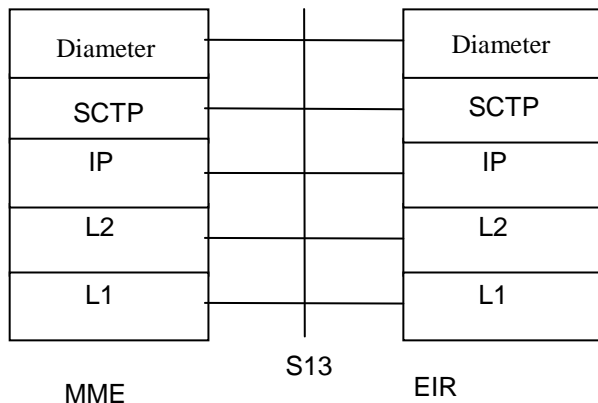 Diameter Diameter
SCTP SCTP
IP IP
L2 L2
L1 L1
S13
MME EIR